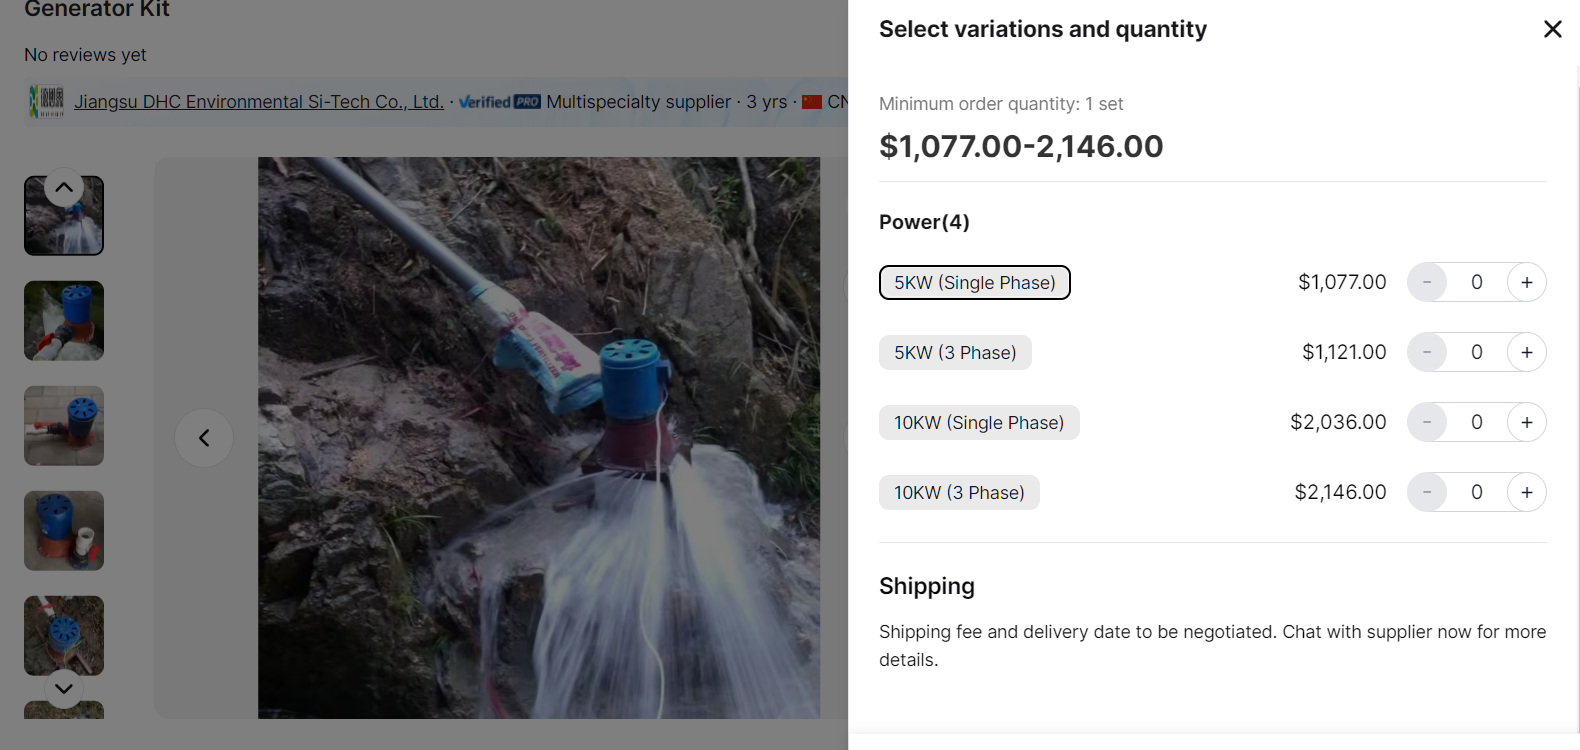 Generator Kit
No reviews yet
Jiangsu DHC Environmental Si-Tech Co., Ltd. · Verified PRO Multispecialty supplier · 3 yrs · CN
Select variations and quantity
Minimum order quantity: 1 set
$1,077.00-2,146.00
Power(4)
5KW (Single Phase) $1,077.00 − 0 +
5KW (3 Phase) $1,121.00 − 0 +
10KW (Single Phase) $2,036.00 − 0 +
10KW (3 Phase) $2,146.00 − 0 +
Shipping
Shipping fee and delivery date to be negotiated. Chat with supplier now for more
details.